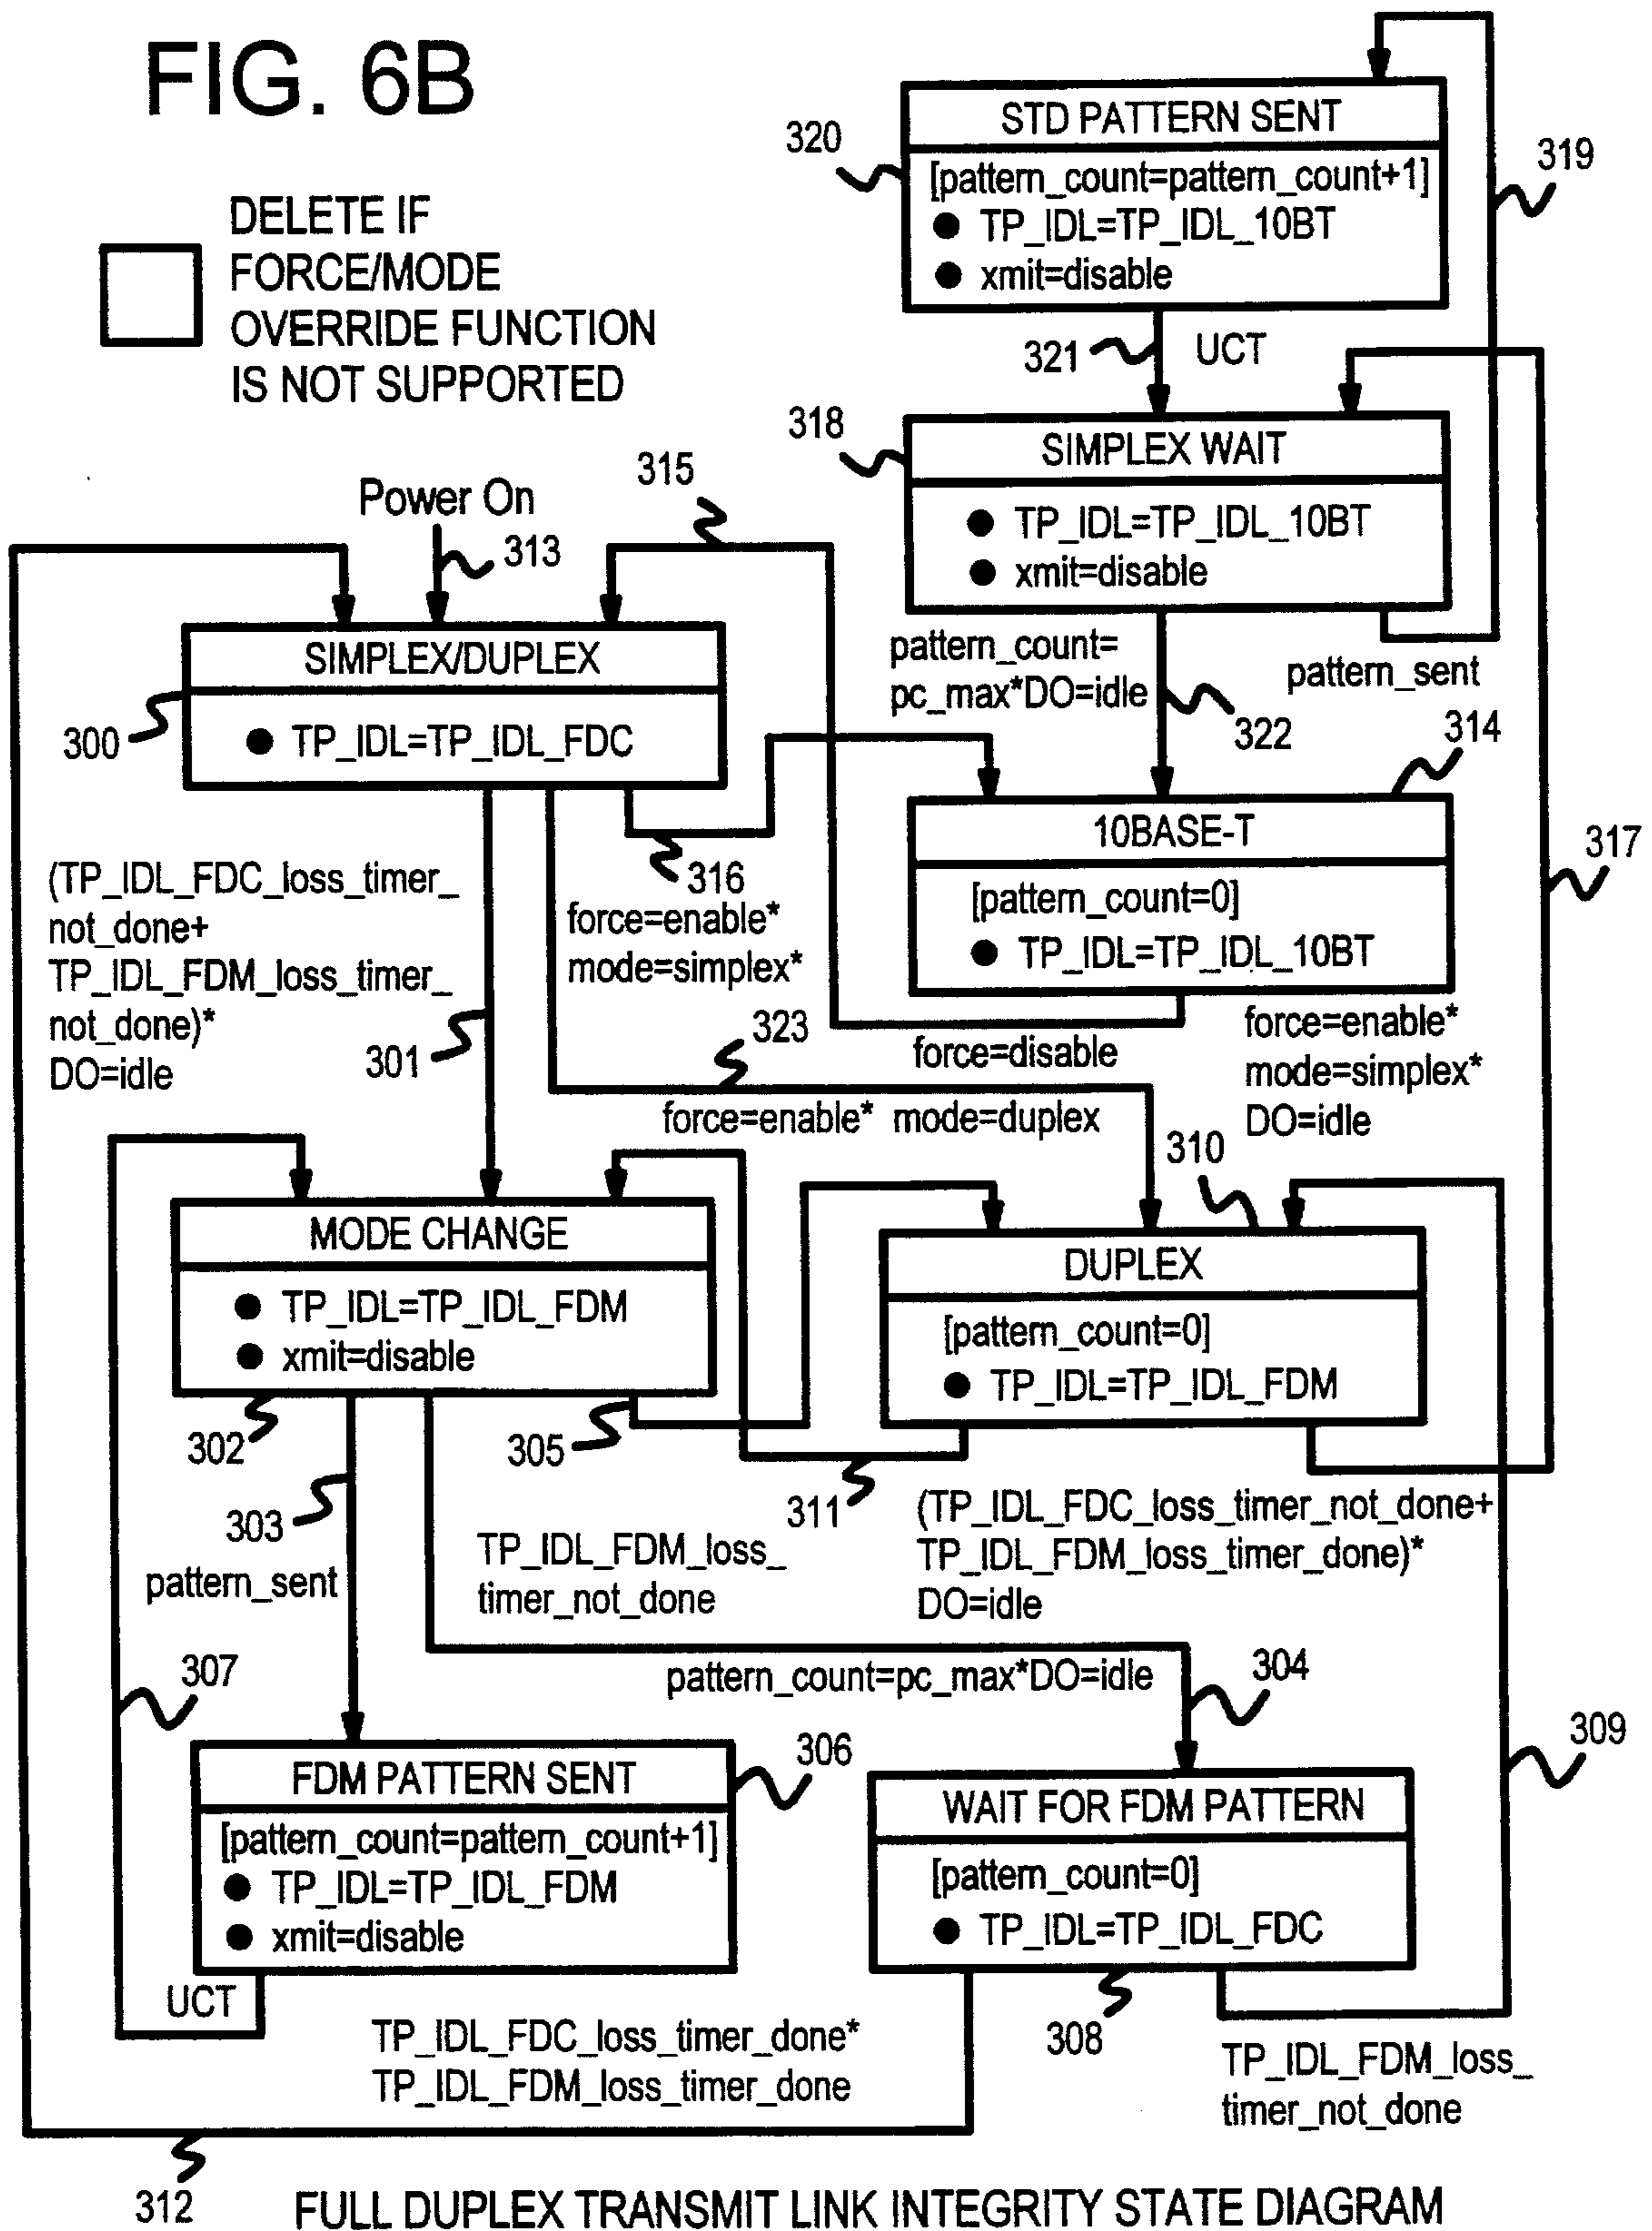 FIG. 6B
DELETE IF
FORCE/MODE
OVERRIDE FUNCTION
IS NOT SUPPORTED
320
STD PATTERN SENT
[pattern_count=pattern_count+1]
● TP_IDL=TP_IDL_10BT
● xmit=disable
319
321
UCT
318
SIMPLEX WAIT
● TP_IDL=TP_IDL_10BT
● xmit=disable
315
Power On
313
pattern_count=
pc_max*DO=idle
pattern_sent
322
314
SIMPLEX/DUPLEX
● TP_IDL=TP_IDL_FDC
300
10BASE-T
[pattern_count=0]
● TP_IDL=TP_IDL_10BT
317
(TP_IDL_FDC_loss_timer_
not_done+
TP_IDL_FDM_loss_timer_
not_done)*
DO=idle
301
316
force=enable*
mode=simplex*
323
force=disable
force=enable*
mode=simplex*
DO=idle
force=enable* mode=duplex
310
MODE CHANGE
● TP_IDL=TP_IDL_FDM
● xmit=disable
DUPLEX
[pattern_count=0]
● TP_IDL=TP_IDL_FDM
302
305
303
311
pattern_sent
TP_IDL_FDM_loss_
timer_not_done
(TP_IDL_FDC_loss_timer_not_done+
TP_IDL_FDM_loss_timer_done)*
DO=idle
307
pattern_count=pc_max*DO=idle
304
309
306
FDM PATTERN SENT
[pattern_count=pattern_count+1]
● TP_IDL=TP_IDL_FDM
● xmit=disable
WAIT FOR FDM PATTERN
[pattern_count=0]
● TP_IDL=TP_IDL_FDC
UCT
TP_IDL_FDC_loss_timer_done*
TP_IDL_FDM_loss_timer_done
308
TP_IDL_FDM_loss_
timer_not_done
312
FULL DUPLEX TRANSMIT LINK INTEGRITY STATE DIAGRAM